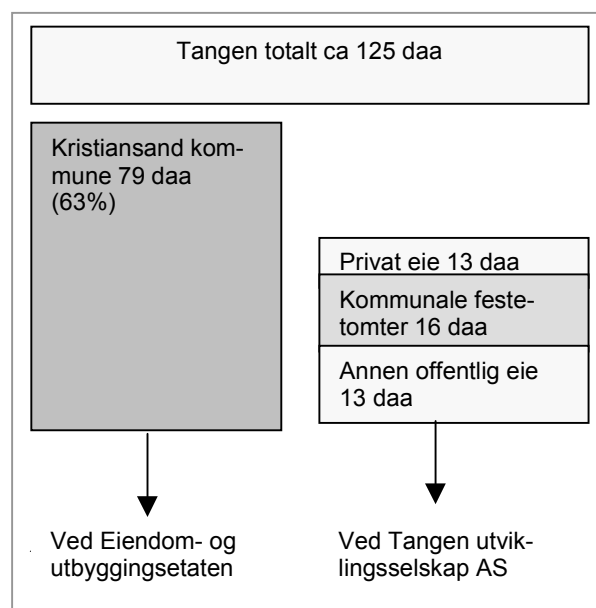 Tangen totalt ca 125 daa
Kristiansand kom-
mune 79 daa
(63%)
Privat eie 13 daa
Kommunale feste-
tomter 16 daa
Annen offentlig eie
13 daa
Ved Eiendom- og
utbyggingsetaten
Ved Tangen utvik-
lingsselskap AS